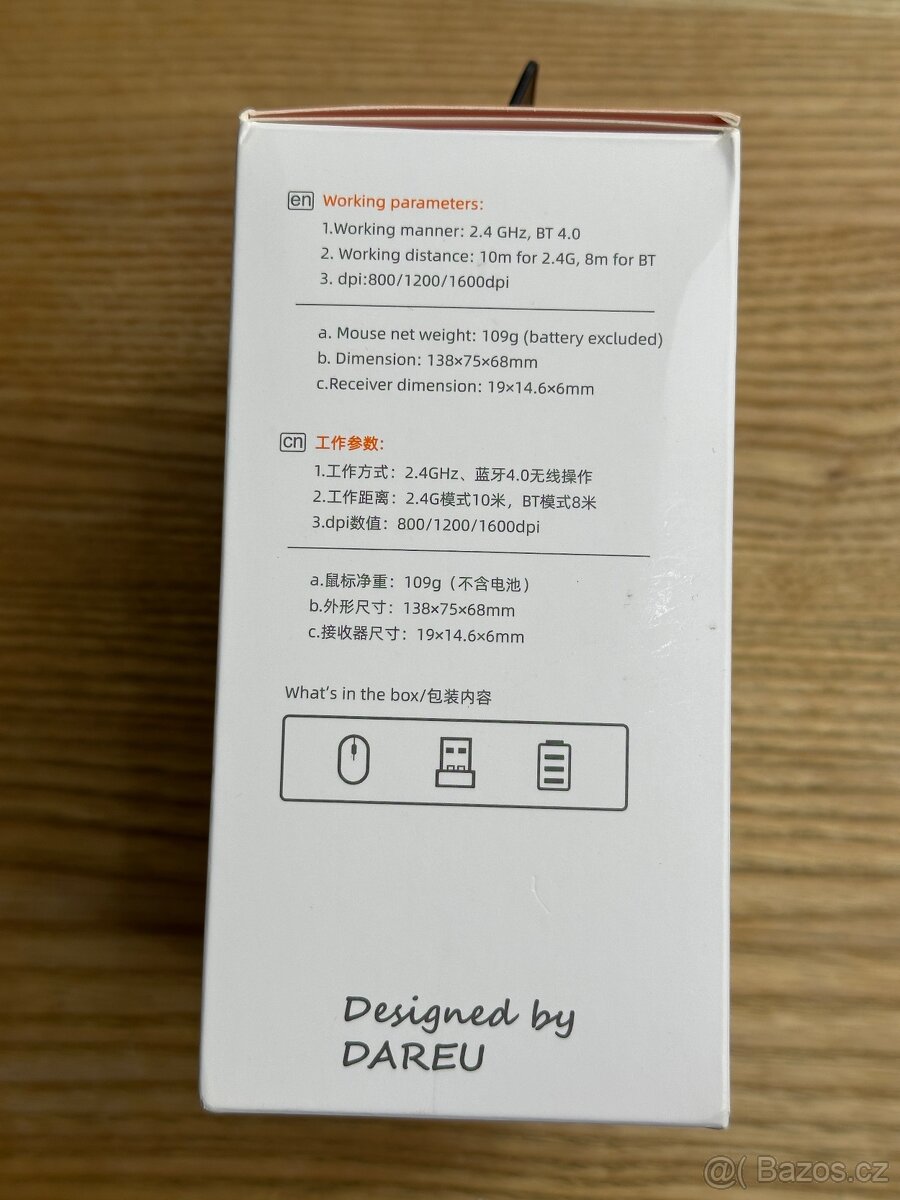 en Working parameters:
1.Working manner: 2.4 GHz, BT 4.0
2. Working distance: 10m for 2.4G, 8m for BT
3. dpi:800/1200/1600dpi
a. Mouse net weight: 109g (battery excluded)
b. Dimension: 138×75×68mm
c.Receiver dimension: 19×14.6×6mm
cn 工作参数:
1.工作方式：2.4GHz、蓝牙4.0无线操作
2.工作距离：2.4G模式10米，BT模式8米
3.dpi数值：800/1200/1600dpi
a.鼠标净重：109g（不含电池）
b.外形尺寸：138×75×68mm
c.接收器尺寸：19×14.6×6mm
What's in the box/包装内容
Designed by
DAREU
@( Bazos.cz